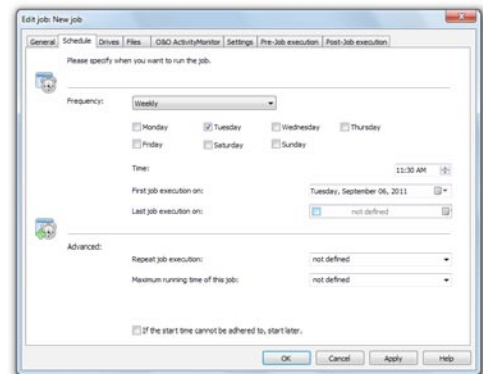 Edit job: New job
General Schedule Drives Files O&O ActivityMonitor Settings Pre-Job execution Post-Job execution
Please specify when you want to run the job.
Frequency: Weekly
Monday Tuesday Wednesday Thursday
Friday Saturday Sunday
Time: 11:30 AM
First job execution on: Tuesday, September 06, 2011
Last job execution on: not defined
Advanced:
Repeat job execution: not defined
Maximum running time of this job: not defined
If the start time cannot be adhered to, start later.
OK Cancel Apply Help